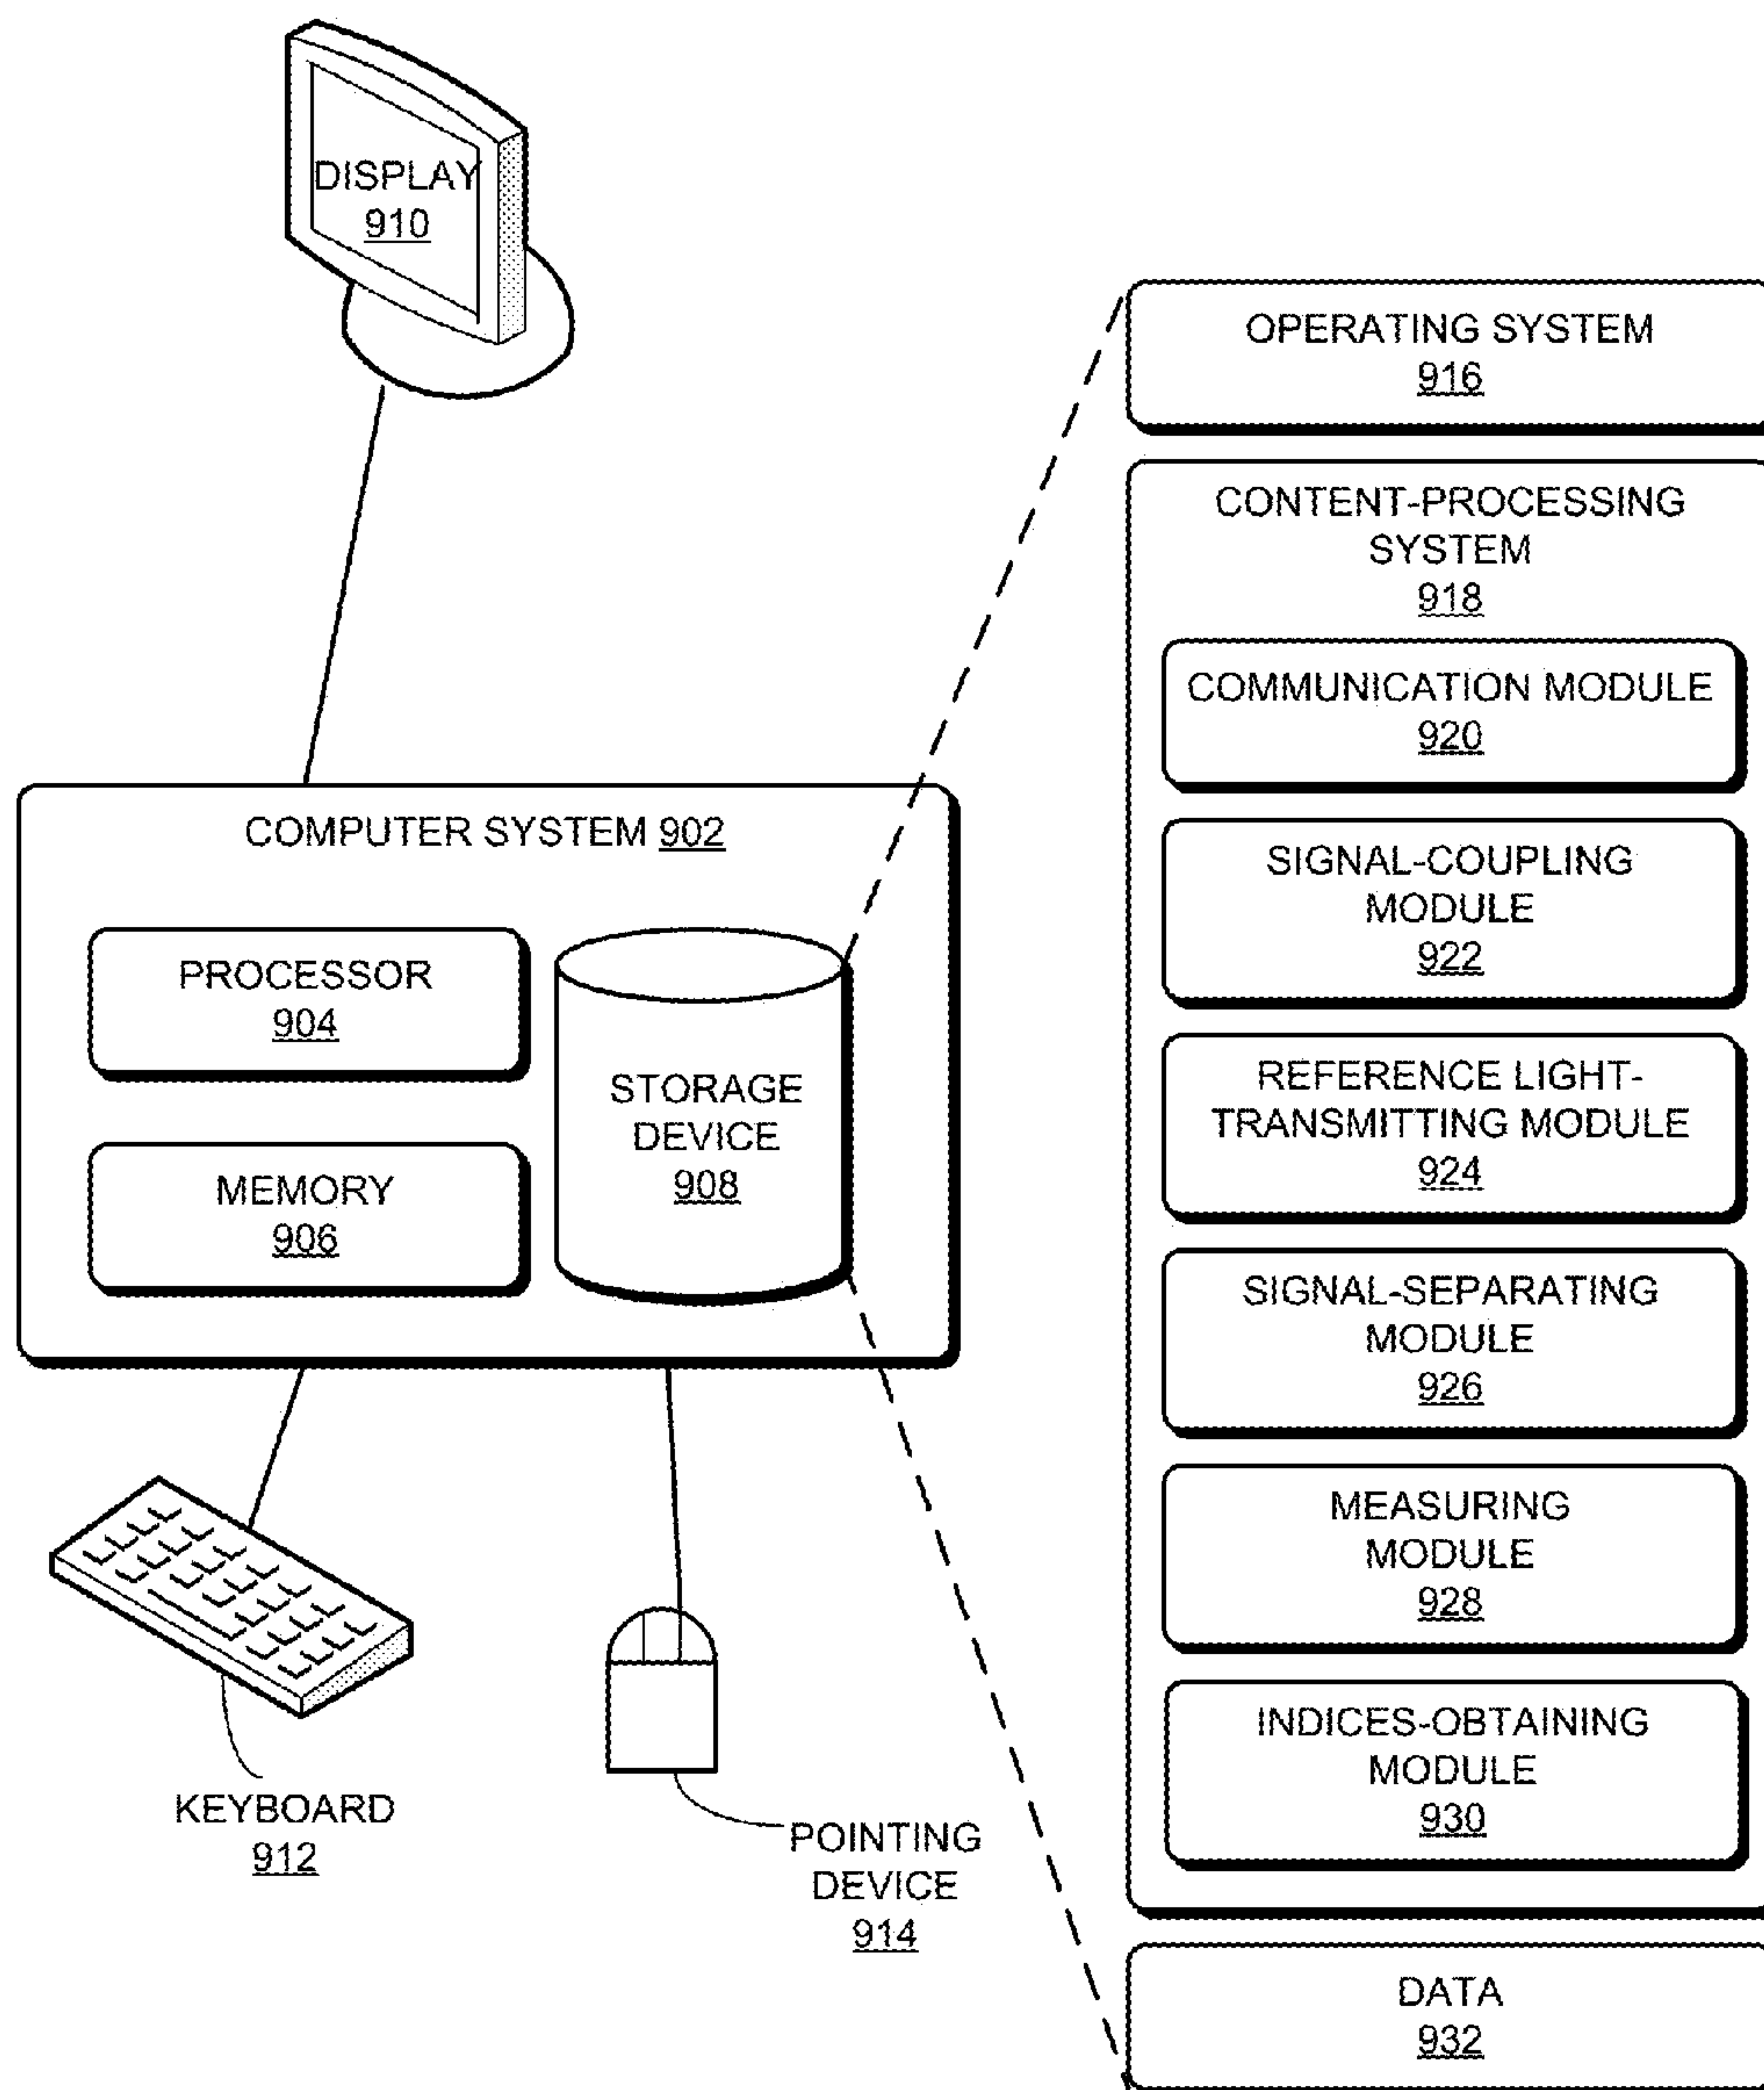 DISPLAY
910
COMPUTER SYSTEM 902
PROCESSOR
904
MEMORY
906
STORAGE
DEVICE
908
KEYBOARD
912
POINTING
DEVICE
914
OPERATING SYSTEM
916
CONTENT-PROCESSING
SYSTEM
918
COMMUNICATION MODULE
920
SIGNAL-COUPLING
MODULE
922
REFERENCE LIGHT-
TRANSMITTING MODULE
924
SIGNAL-SEPARATING
MODULE
926
MEASURING
MODULE
928
INDICES-OBTAINING
MODULE
930
DATA
932